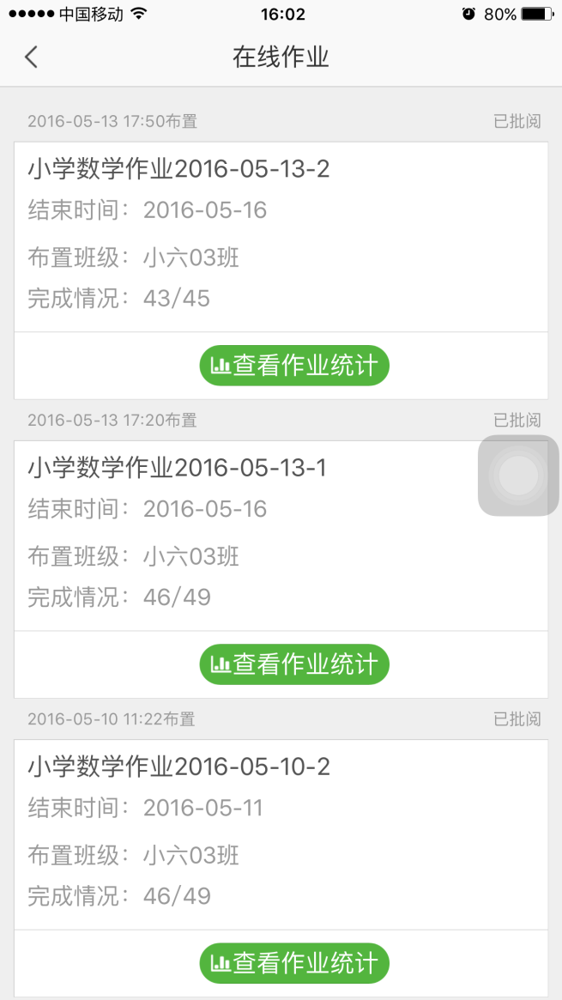 中国移动 16:02 80%
在线作业
2016-05-13 17:50布置 已批阅
小学数学作业2016-05-13-2
结束时间：2016-05-16
布置班级：小六03班
完成情况：43/45
查看作业统计
2016-05-13 17:20布置 已批阅
小学数学作业2016-05-13-1
结束时间：2016-05-16
布置班级：小六03班
完成情况：46/49
查看作业统计
2016-05-10 11:22布置 已批阅
小学数学作业2016-05-10-2
结束时间：2016-05-11
布置班级：小六03班
完成情况：46/49
查看作业统计